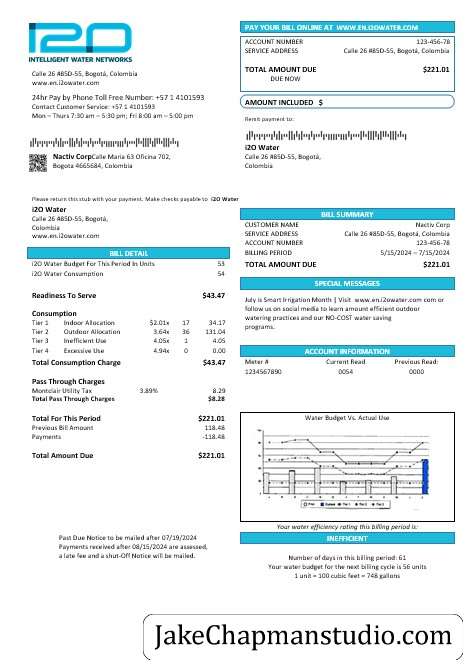 i2O
INTELLIGENT WATER NETWORKS
Calle 26 #85D-55, Bogotá, Colombia
www.en.i2owater.com
24hr Pay by Phone Toll Free Number: +57 1 4101593
Contact Customer Service: +57 1 4101593
Mon – Thurs 7:30 am – 5:30 pm; Fri 8:00 am – 5:00 pm
Nactiv CorpCalle Maria 63 Oficina 702,
Bogota 4665684, Colombia
PAY YOUR BILL ONLINE AT WWW.EN.I2OWATER.COM
ACCOUNT NUMBER 123-456-78
SERVICE ADDRESS Calle 26 #85D-55, Bogotá, Colombia
TOTAL AMOUNT DUE $221.01
DUE NOW
AMOUNT INCLUDED $
Remit payment to:
i2O Water
Calle 26 #85D-55, Bogotá,
Colombia
Please return this stub with your payment. Make checks payable to i2O Water
i2O Water
Calle 26 #85D-55, Bogotá,
Colombia
www.en.i2owater.com
BILL DETAIL
i2O Water Budget For This Period In Units 53
i2O Water Consumption 54
Readiness To Serve $43.47
Consumption
Tier 1 Indoor Allocation $2.01x 17 34.17
Tier 2 Outdoor Allocation 3.64x 36 131.04
Tier 3 Inefficient Use 4.05x 1 4.05
Tier 4 Excessive Use 4.94x 0 0.00
Total Consumption Charge $43.47
Pass Through Charges
Montclair Utility Tax 3.89% 8.29
Total Pass Through Charges $8.28
Total For This Period $221.01
Previous Bill Amount 118.48
Payments -118.48
Total Amount Due $221.01
Past Due Notice to be mailed after 07/19/2024
Payments received after 08/15/2024 are assessed,
a late fee and a shut-Off Notice will be mailed.
BILL SUMMARY
CUSTOMER NAME Nactiv Corp
SERVICE ADDRESS Calle 26 #85D-55, Bogotá, Colombia
ACCOUNT NUMBER 123-456-78
BILLING PERIOD 5/15/2024 – 7/15/2024
TOTAL AMOUNT DUE $221.01
SPECIAL MESSAGES
July is Smart Irrigation Month | Visit www.en.i2owater.com com or
follow us on social media to learn amount efficient outdoor
watering practices and our NO-COST water saving
programs.
ACCOUNT INFORMATION
Meter # Current Read Previous Read:
1234567890 0054 0000
Water Budget Vs. Actual Use
Your water efficiency rating this billing period is:
INEFFICIENT
Number of days in this billing period: 61
Your water budget for the next billing cycle is 56 units
1 unit = 100 cubic feet = 748 gallons
JakeChapmanstudio.com